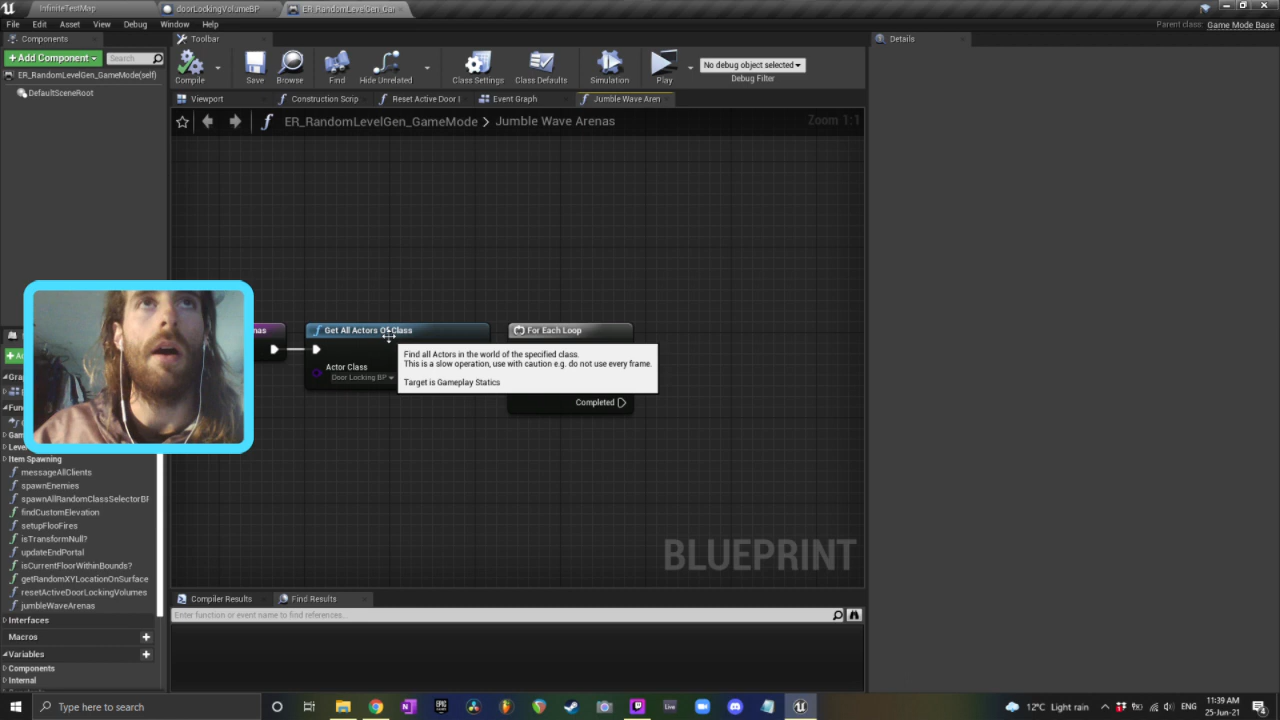 InfiniteTestMap
doorLockingVolumeBP
ER_RandomLevelGen_Ga
File Edit Asset View Debug Window Help
Parent class: Game Mode Base
Components
Toolbar
Details
+Add Component
Search
ER_RandomLevelGen_GameMode(self)
DefaultSceneRoot
Compile
Save
Browse
Find
Hide Unrelated
Class Settings
Class Defaults
Simulation
Play
No debug object selected
Debug Filter
Viewport
Construction Scrip
Reset Active Door l
Event Graph
Jumble Wave Aren
ER_RandomLevelGen_GameMode > Jumble Wave Arenas
Zoom 1:1
nas
Get All Actors Of Class
For Each Loop
Actor Class
Door Locking BP
Find all Actors in the world of the specified class.
This is a slow operation, use with caution e.g. do not use every frame.
Target is Gameplay Statics
Completed
BLUEPRINT
Item Spawning
messageAllClients
spawnEnemies
spawnAllRandomClassSelectorBP
findCustomElevation
setupFlooFires
isTransformNull?
updateEndPortal
isCurrentFloorWithinBounds?
getRandomXYLocationOnSurface
resetActiveDoorLockingVolumes
jumbleWaveArenas
Interfaces
Macros
Variables
Components
Internal
Compiler Results
Find Results
Enter function or event name to find references...
Type here to search
Live
12°C Light rain
ENG
11:39 AM
25-Jun-21